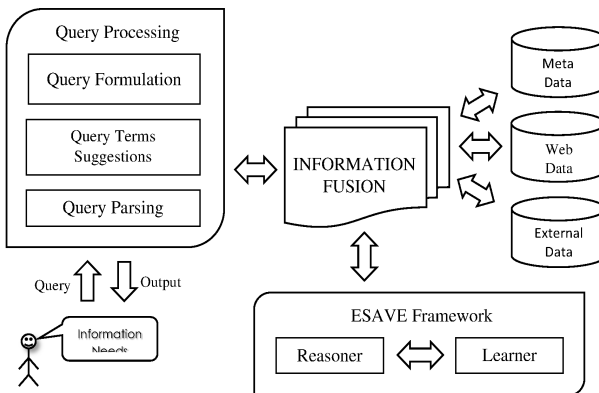 Query Processing
Query Formulation
Query Terms
Suggestions
Query Parsing
Query
Output
Information
Needs
INFORMATION
FUSION
Meta
Data
Web
Data
External
Data
ESAVE Framework
Reasoner
Learner